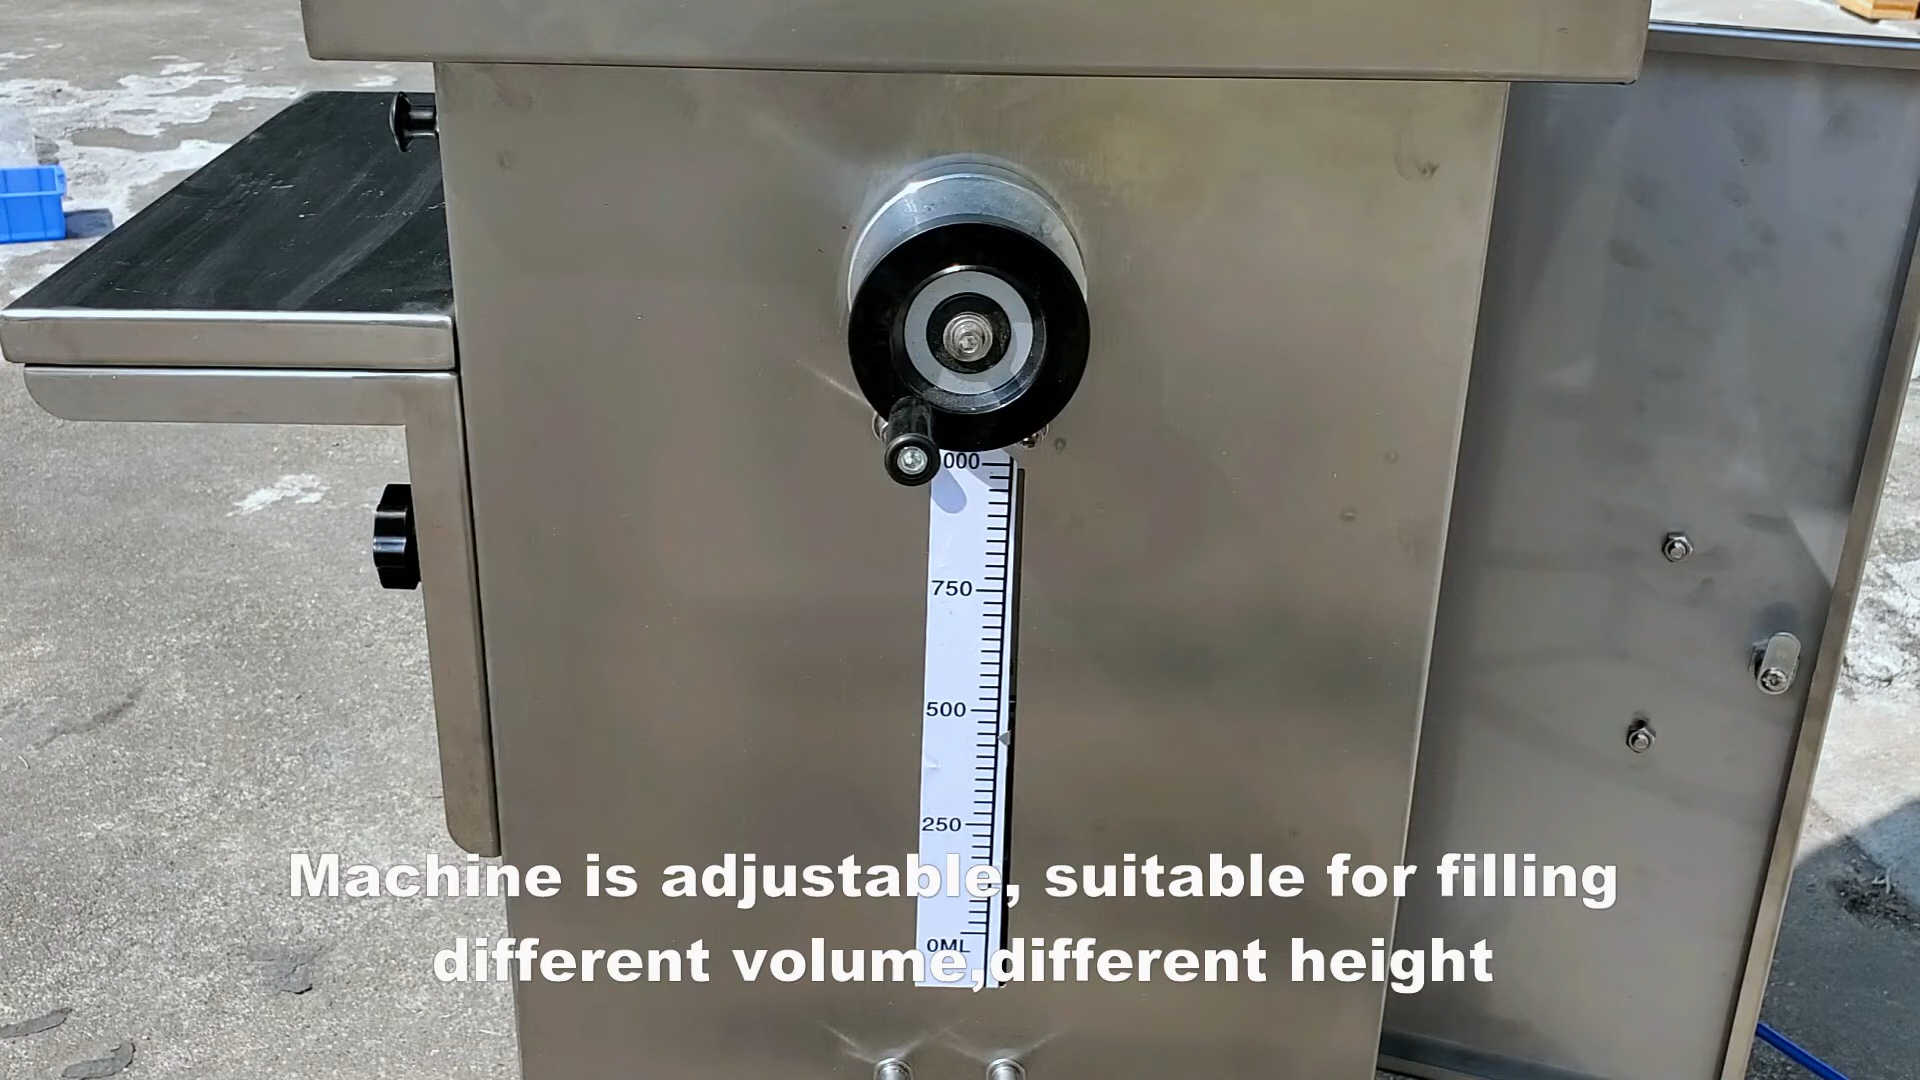 000
750
500
250
0ML
Machine is adjustable, suitable for filling
different volume,different height